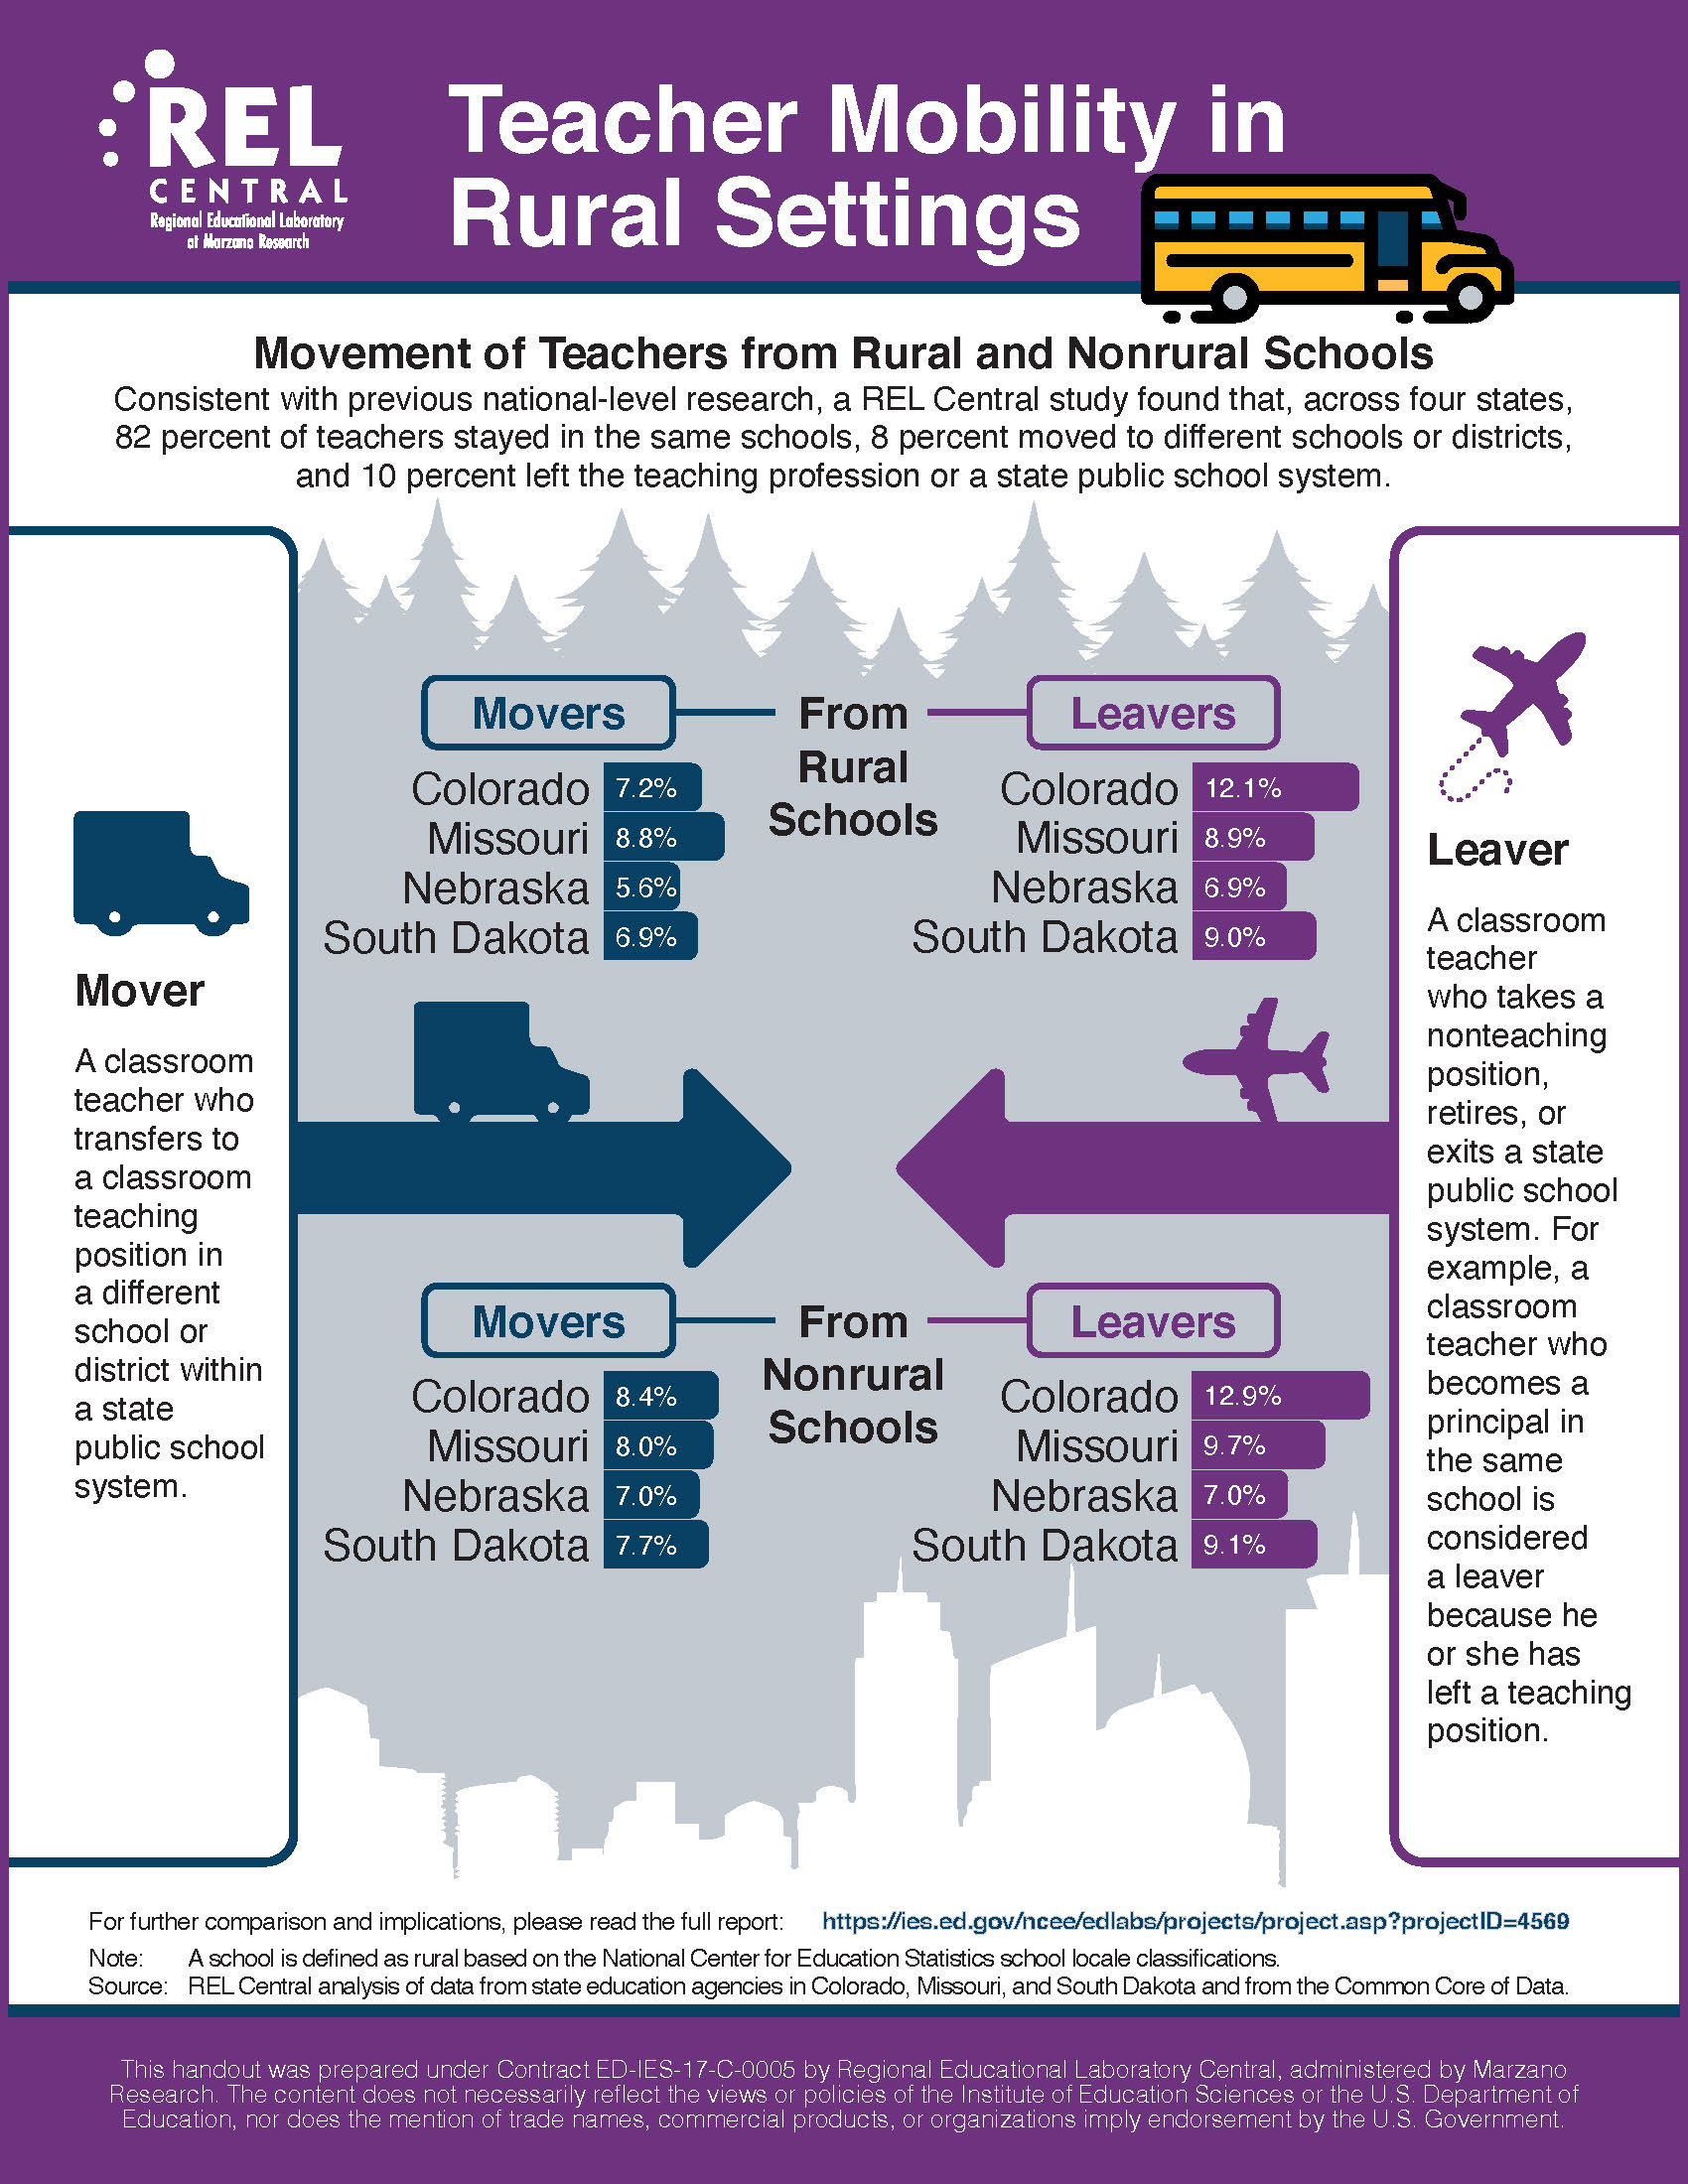 REL
CENTRAL
Regional Educational Laboratory
at Marzano Research
Teacher Mobility in
Rural Settings
Movement of Teachers from Rural and Nonrural Schools
Consistent with previous national-level research, a REL Central study found that, across four states,
82 percent of teachers stayed in the same schools, 8 percent moved to different schools or districts,
and 10 percent left the teaching profession or a state public school system.
Mover
A classroom
teacher who
transfers to
a classroom
teaching
position in
a different
school or
district within
a state
public school
system.
Movers
Colorado 7.2%
Missouri 8.8%
Nebraska 5.6%
South Dakota 6.9%
From
Rural
Schools
Leavers
Colorado 12.1%
Missouri 8.9%
Nebraska 6.9%
South Dakota 9.0%
Movers
Colorado 8.4%
Missouri 8.0%
Nebraska 7.0%
South Dakota 7.7%
From
Nonrural
Schools
Leavers
Colorado 12.9%
Missouri 9.7%
Nebraska 7.0%
South Dakota 9.1%
Leaver
A classroom
teacher
who takes a
nonteaching
position,
retires, or
exits a state
public school
system. For
example, a
classroom
teacher who
becomes a
principal in
the same
school is
considered
a leaver
because he
or she has
left a teaching
position.
For further comparison and implications, please read the full report: https://ies.ed.gov/ncee/edlabs/projects/project.asp?projectID=4569
Note: A school is defined as rural based on the National Center for Education Statistics school locale classifications.
Source: REL Central analysis of data from state education agencies in Colorado, Missouri, and South Dakota and from the Common Core of Data.
This handout was prepared under Contract ED-IES-17-C-0005 by Regional Educational Laboratory Central, administered by Marzano
Research. The content does not necessarily reflect the views or policies of the Institute of Education Sciences or the U.S. Department of
Education, nor does the mention of trade names, commercial products, or organizations imply endorsement by the U.S. Government.